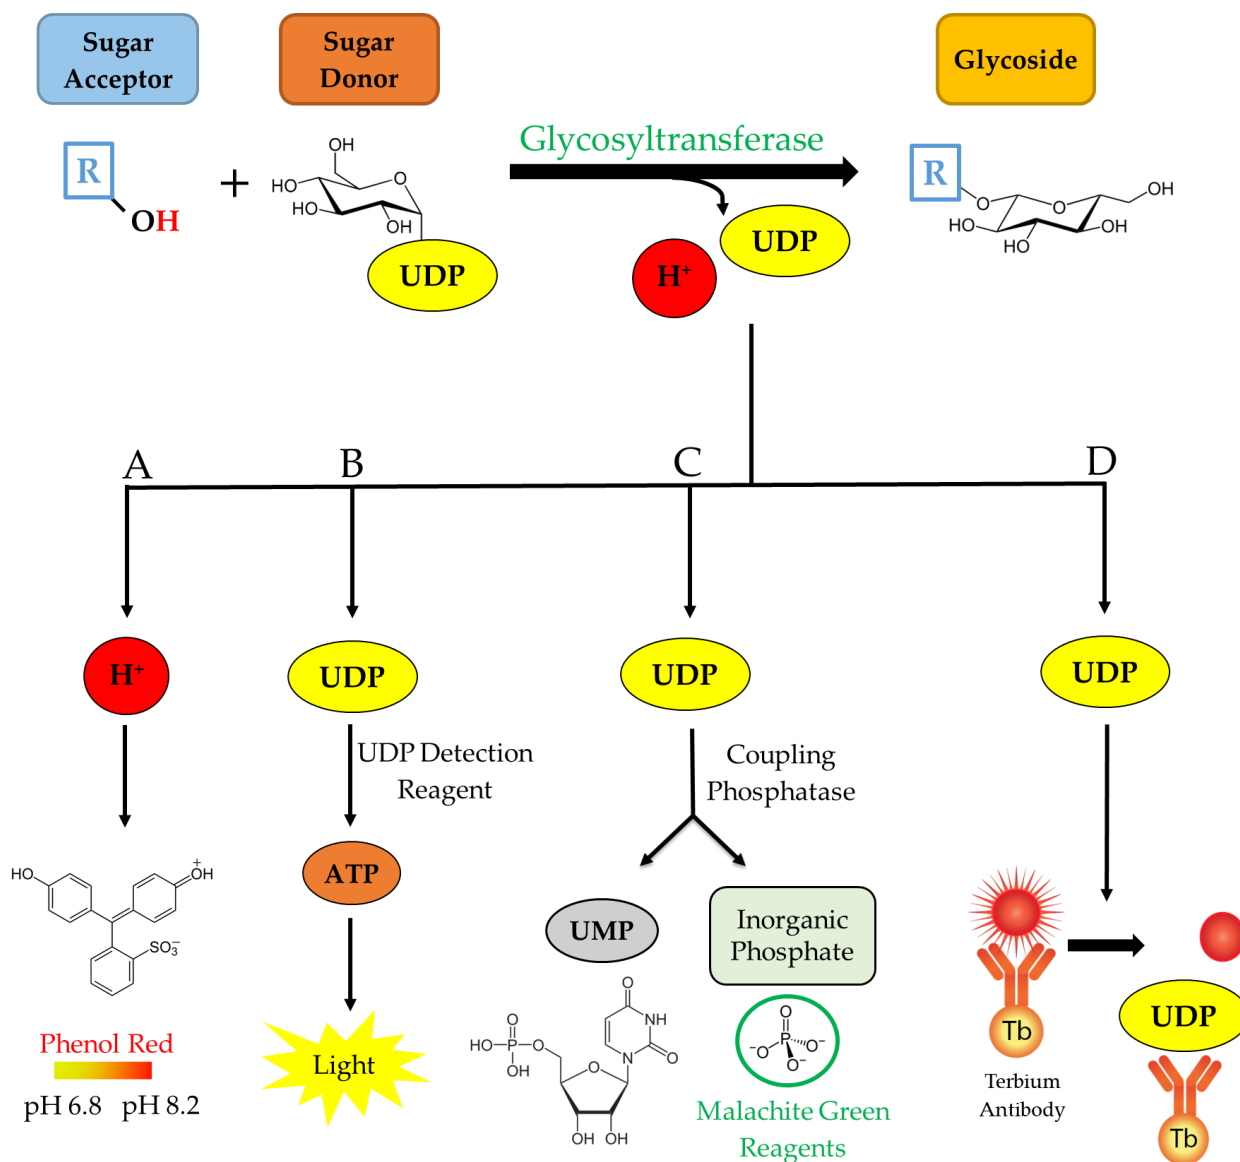 Sugar
Acceptor
Sugar
Donor
Glycoside
Glycosyltransferase
R
OH
+
OH
HO
HO
HO
OH
O
UDP
H⁺
UDP
R
O
O
OH
HO
HO
OH
A
B
C
D
H⁺
UDP
UDP
UDP
UDP Detection
Reagent
Coupling
Phosphatase
HO
OH
+
SO₃⁻
ATP
UMP
Inorganic
Phosphate
Phenol Red
pH 6.8 pH 8.2
Light
O
HO
P
O
OH
O
NH
N
O
O
OH OH
O
P
⁻O
O⁻
O⁻
Malachite Green
Reagents
Tb
Terbium
Antibody
UDP
Tb